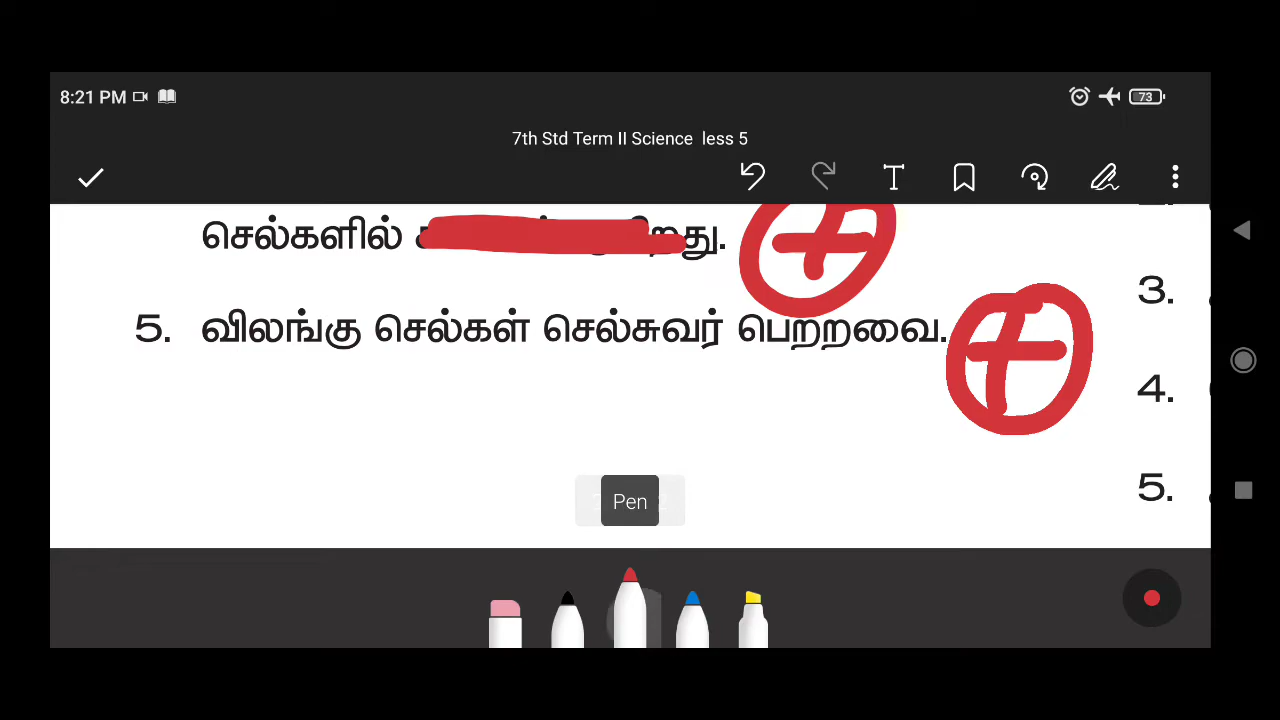 8:21 PM
73
7th Std Term II Science less 5
T
செல்களில்
3.
5. விலங்கு செல்கள் செல்சுவர் பெற்றவை.
4.
5.
Pen